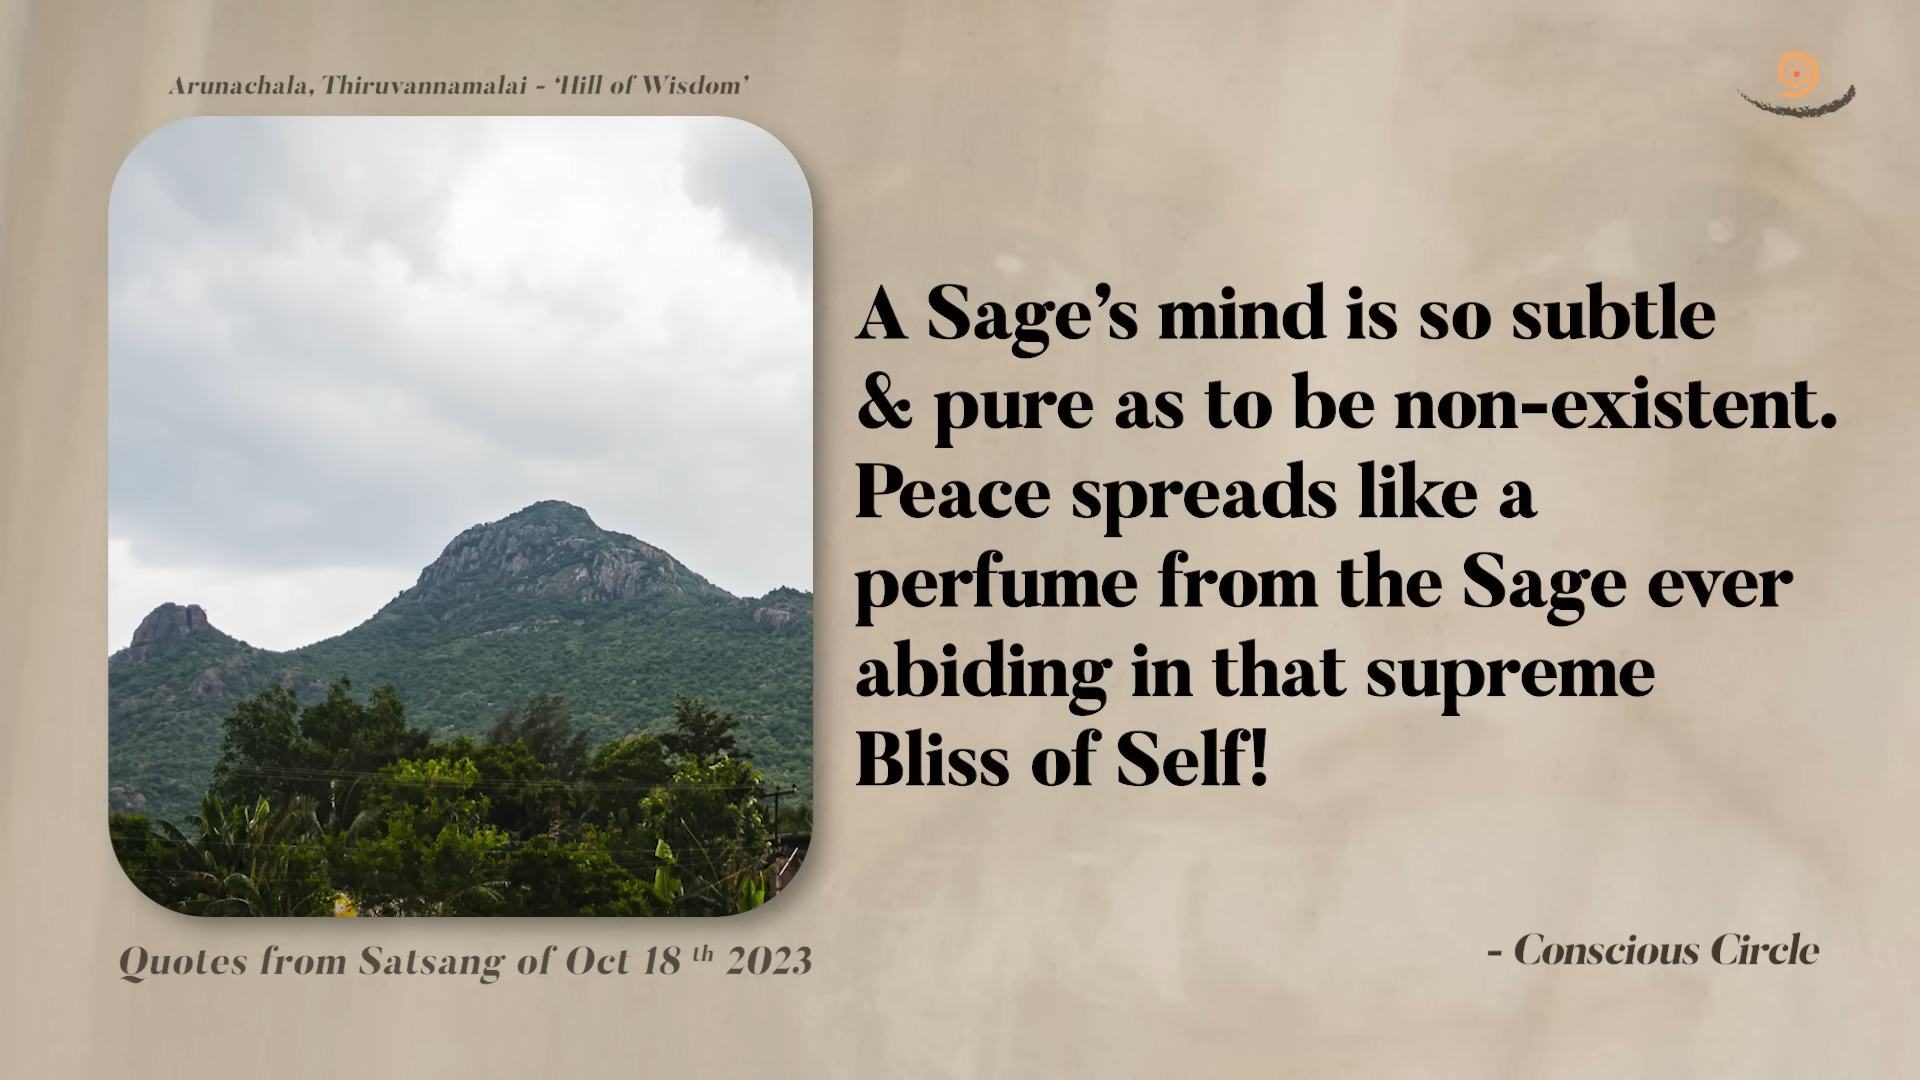 Arunachala, Thiruvannamalai - ‘Hill of Wisdom’
A Sage’s mind is so subtle
& pure as to be non-existent.
Peace spreads like a
perfume from the Sage ever
abiding in that supreme
Bliss of Self!
Quotes from Satsang of Oct 18 th 2023
- Conscious Circle